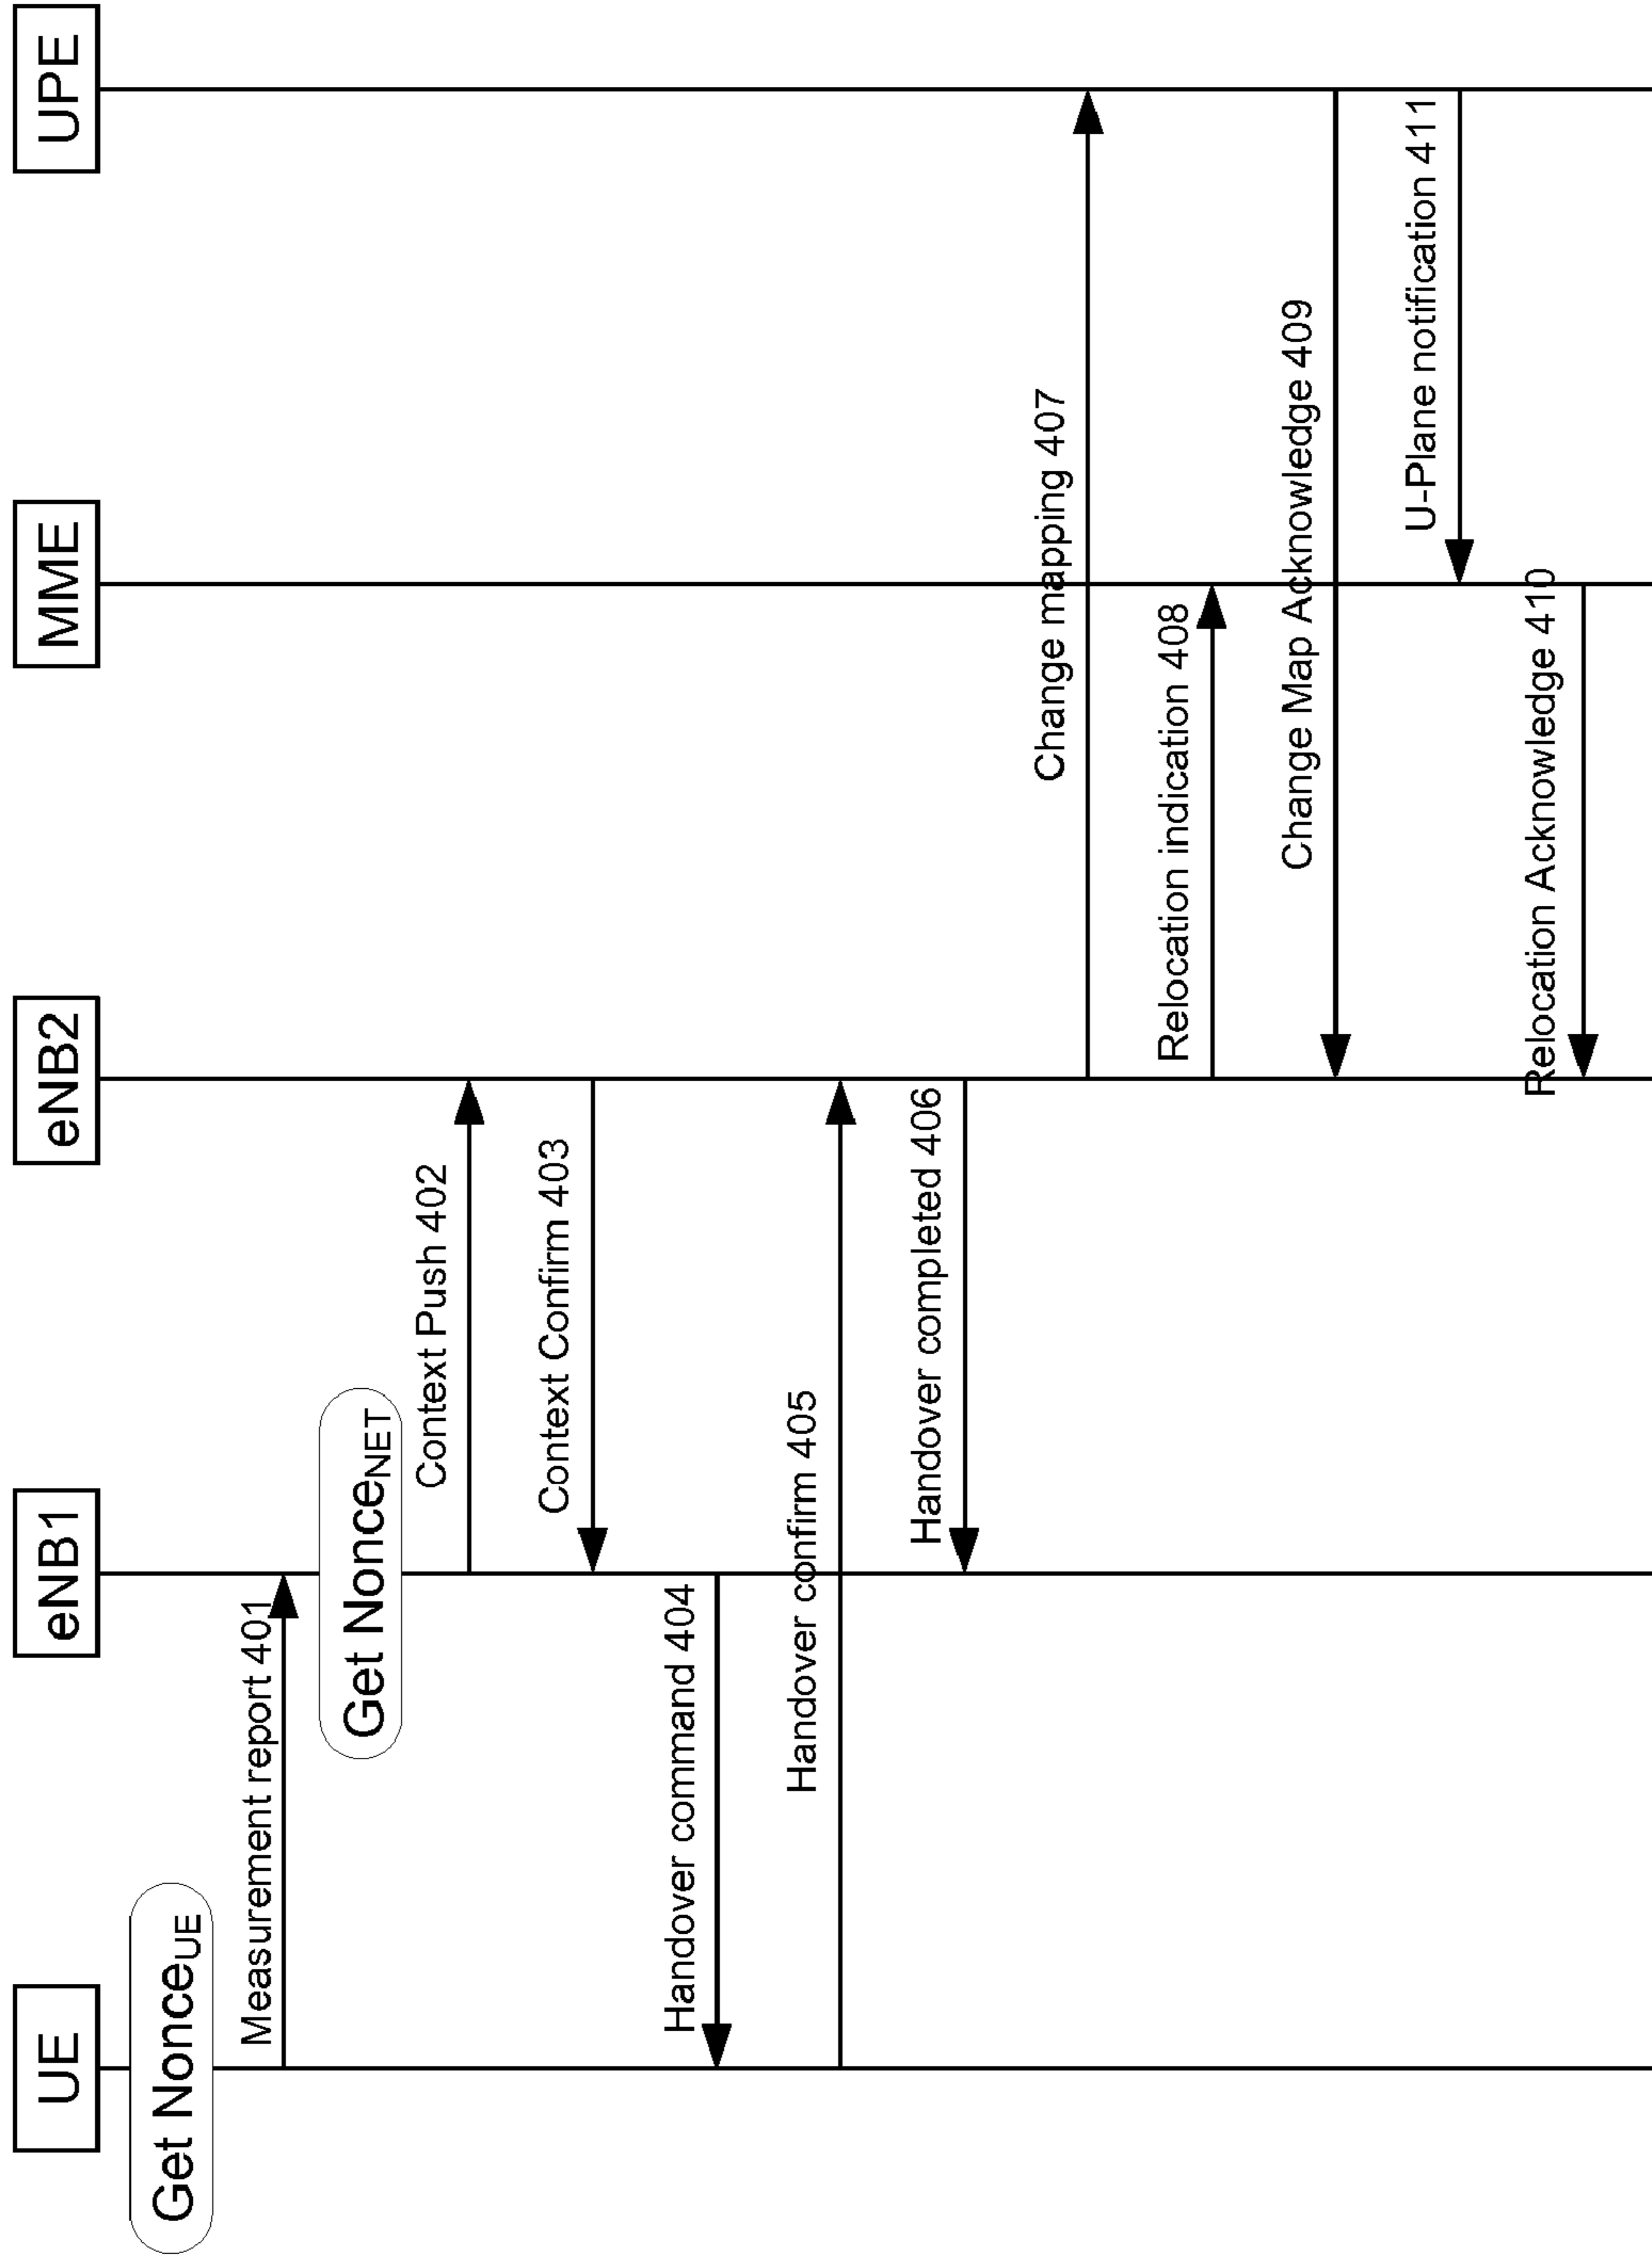 UE
eNB1
eNB2
MME
UPE
Get NonceUE
Measurement report 401
Get NonceNET
Context Push 402
Context Confirm 403
Handover command 404
Handover confirm 405
Handover completed 406
Change mapping 407
Relocation indication 408
Change Map Acknowledge 409
U-Plane notification 411
Relocation Acknowledge 410